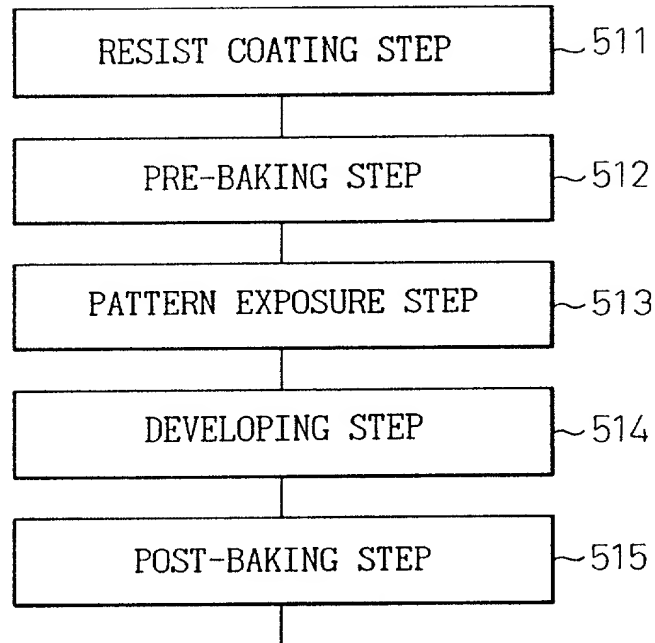 RESIST COATING STEP 511
PRE-BAKING STEP 512
PATTERN EXPOSURE STEP 513
DEVELOPING STEP 514
POST-BAKING STEP 515